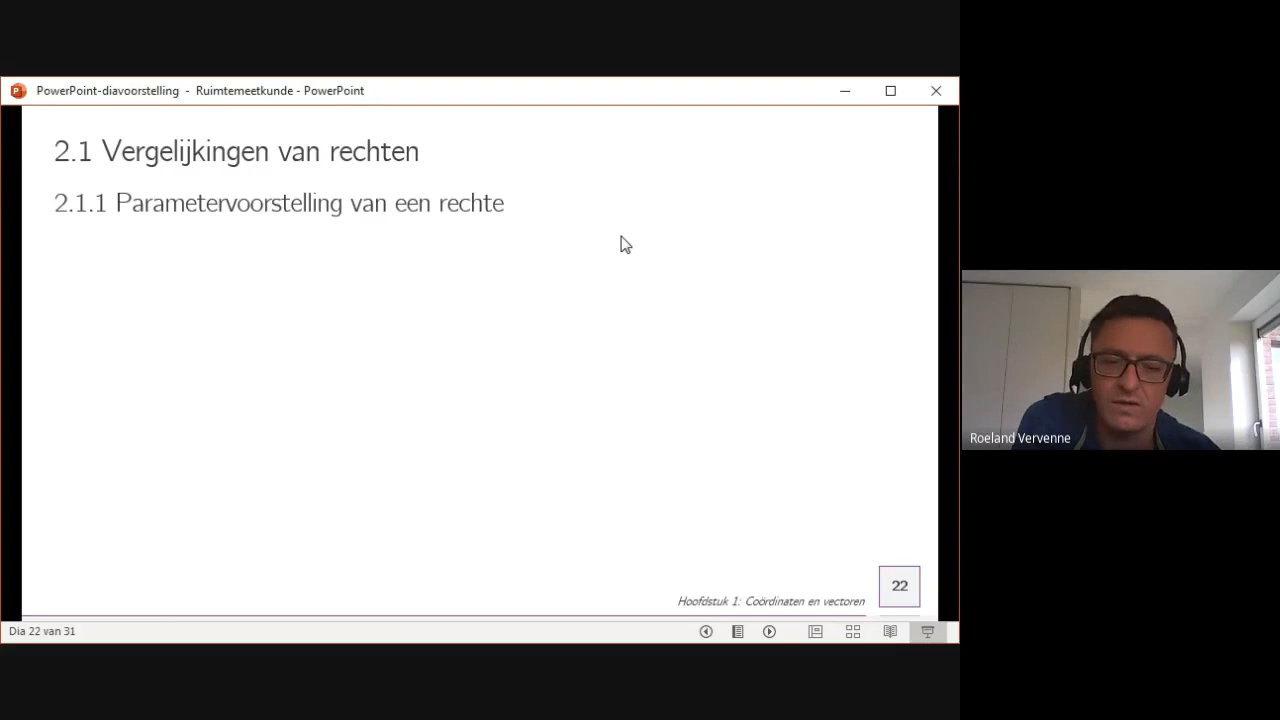 PowerPoint-diavoorstelling - Ruimtemeetkunde - PowerPoint
2.1 Vergelijkingen van rechten
2.1.1 Parametervoorstelling van een rechte
Roeland Vervenne
22
Hoofdstuk 1: Coördinaten en vectoren
Dia 22 van 31